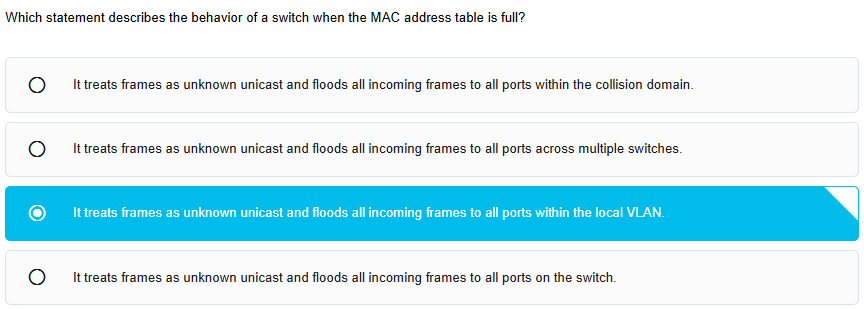 Which statement describes the behavior of a switch when the MAC address table is full?
It treats frames as unknown unicast and floods all incoming frames to all ports within the collision domain.
It treats frames as unknown unicast and floods all incoming frames to all ports across multiple switches.
It treats frames as unknown unicast and floods all incoming frames to all ports within the local VLAN.
It treats frames as unknown unicast and floods all incoming frames to all ports on the switch.